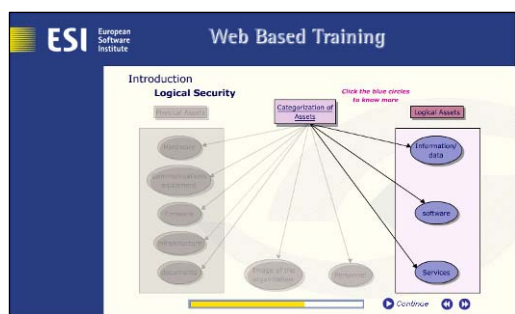 ESI
European
Software
Institute
Web Based Training
Introduction
Logical Security
Click the blue circles
to know more
Categorization of
Assets
Physical Assets
Logical Assets
Hardware
Information/
data
communications
equipment
software
Firmware
infrastructure
documents
Image of the
organization
Personnel
Services
Continue